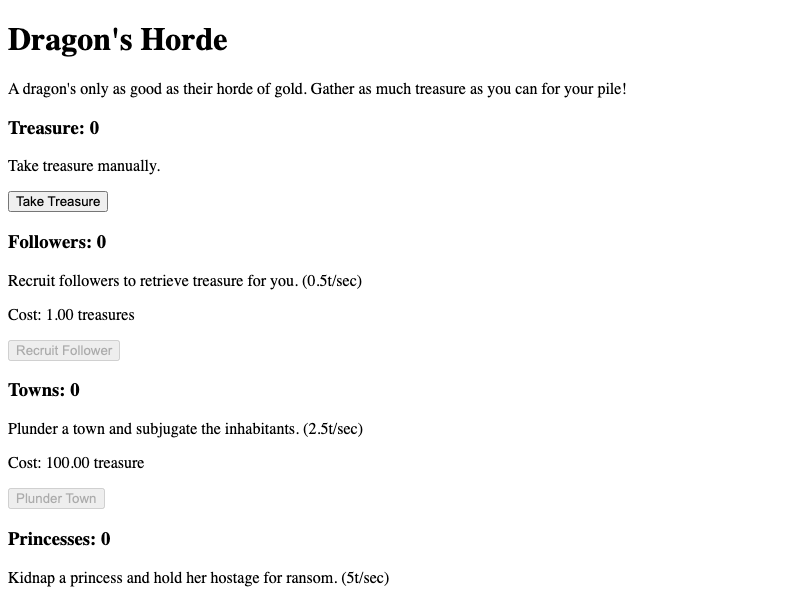 Dragon's Horde
A dragon's only as good as their horde of gold. Gather as much treasure as you can for your pile!
Treasure: 0
Take treasure manually.
Take Treasure
Followers: 0
Recruit followers to retrieve treasure for you. (0.5t/sec)
Cost: 1.00 treasures
Recruit Follower
Towns: 0
Plunder a town and subjugate the inhabitants. (2.5t/sec)
Cost: 100.00 treasure
Plunder Town
Princesses: 0
Kidnap a princess and hold her hostage for ransom. (5t/sec)